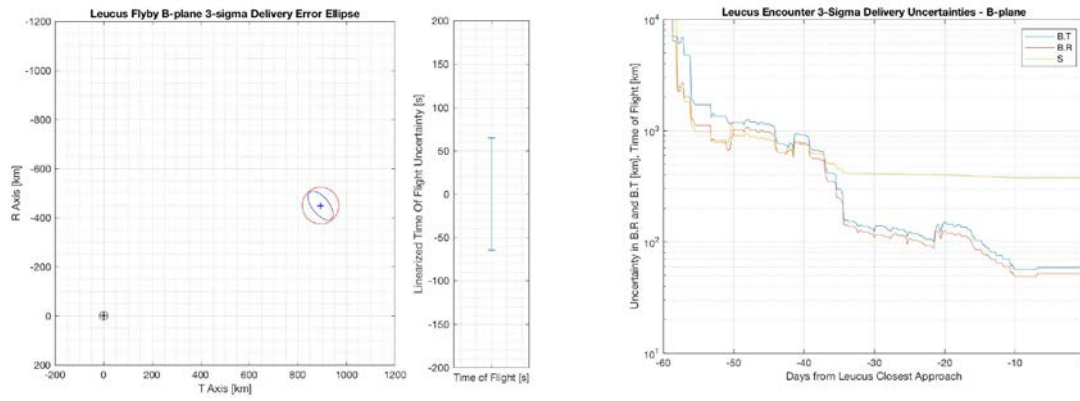 Leucus Flyby B-plane 3-sigma Delivery Error Ellipse
-1200
-1000
-800
-600
-400
-200
0
200
R Axis [km]
-200 0 200 400 600 800 1000 1200
T Axis [km]
200
150
100
50
0
-50
-100
-150
-200
Linearized Time Of Flight Uncertainty [s]
Time of Flight [s]
Leucus Encounter 3-Sigma Delivery Uncertainties - B-plane
10^4
10^3
10^2
10^1
Uncertainty in B.R and B.T [km], Time of Flight [km]
B.T
B.R
S
-60 -50 -40 -30 -20 -10 0
Days from Leucus Closest Approach